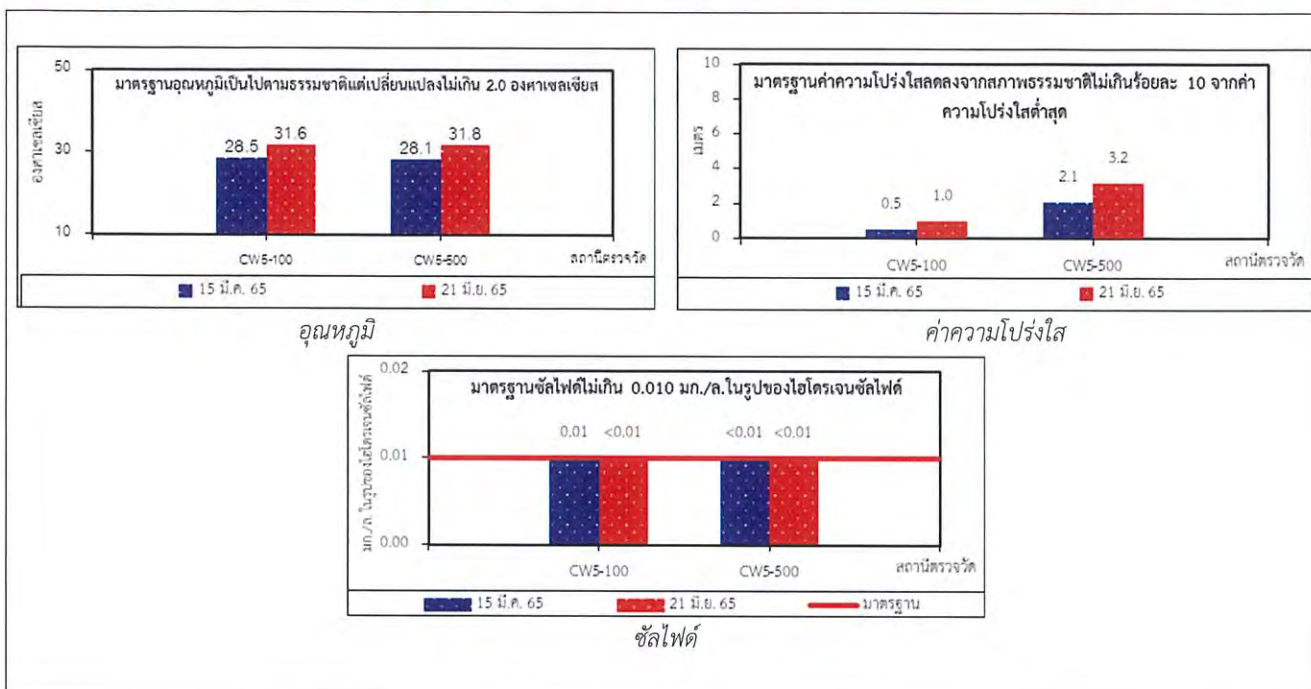 มาตรฐานอุณหภูมิเป็นไปตามธรรมชาติแต่เปลี่ยนแปลงไม่เกิน 2.0 องศาเซลเซียส
องศาเซลเซียส
50
30
10
28.5
31.6
28.1
31.8
CW5-100
CW5-500
สถานีตรวจวัด
15 มี.ค. 65
21 มิ.ย. 65
อุณหภูมิ
มาตรฐานค่าความโปร่งใสลดลงจากสภาพธรรมชาติไม่เกินร้อยละ 10 จากค่า
ความโปร่งใสต่ำสุด
เมตร
10
8
6
4
2
0
0.5
1.0
2.1
3.2
CW5-100
CW5-500
สถานีตรวจวัด
15 มี.ค. 65
21 มิ.ย. 65
ค่าความโปร่งใส
มาตรฐานซัลไฟด์ไม่เกิน 0.010 มก./ล.ในรูปของไฮโดรเจนซัลไฟด์
มก./ล. ในรูปของไฮโดรเจนซัลไฟด์
0.02
0.01
0.00
0.01
<0.01
<0.01
<0.01
CW5-100
CW5-500
สถานีตรวจวัด
15 มี.ค. 65
21 มิ.ย. 65
มาตรฐาน
ซัลไฟด์